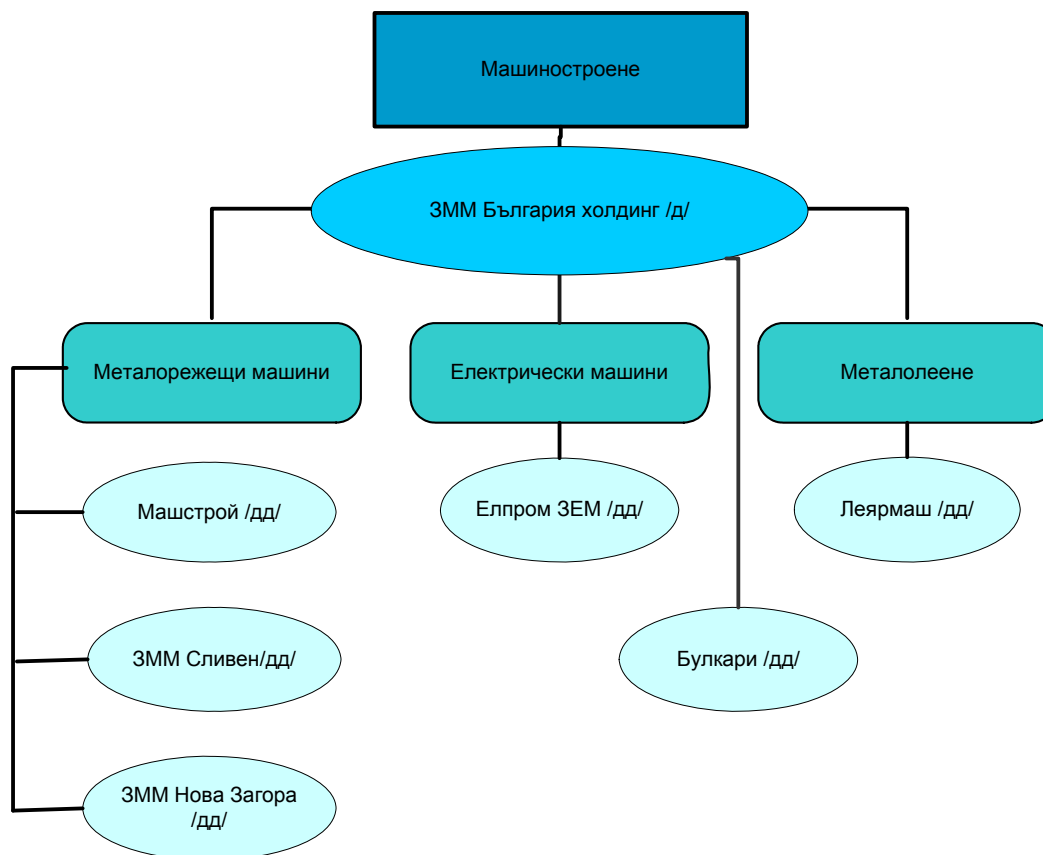 Машиностроене
ЗММ България холдинг /д/
Металорежещи машини
Електрически машини
Металолеене
Машстрой /дд/
Елпром ЗЕМ /дд/
Леярмаш /дд/
ЗММ Сливен/дд/
Булкари /дд/
ЗММ Нова Загора
/дд/